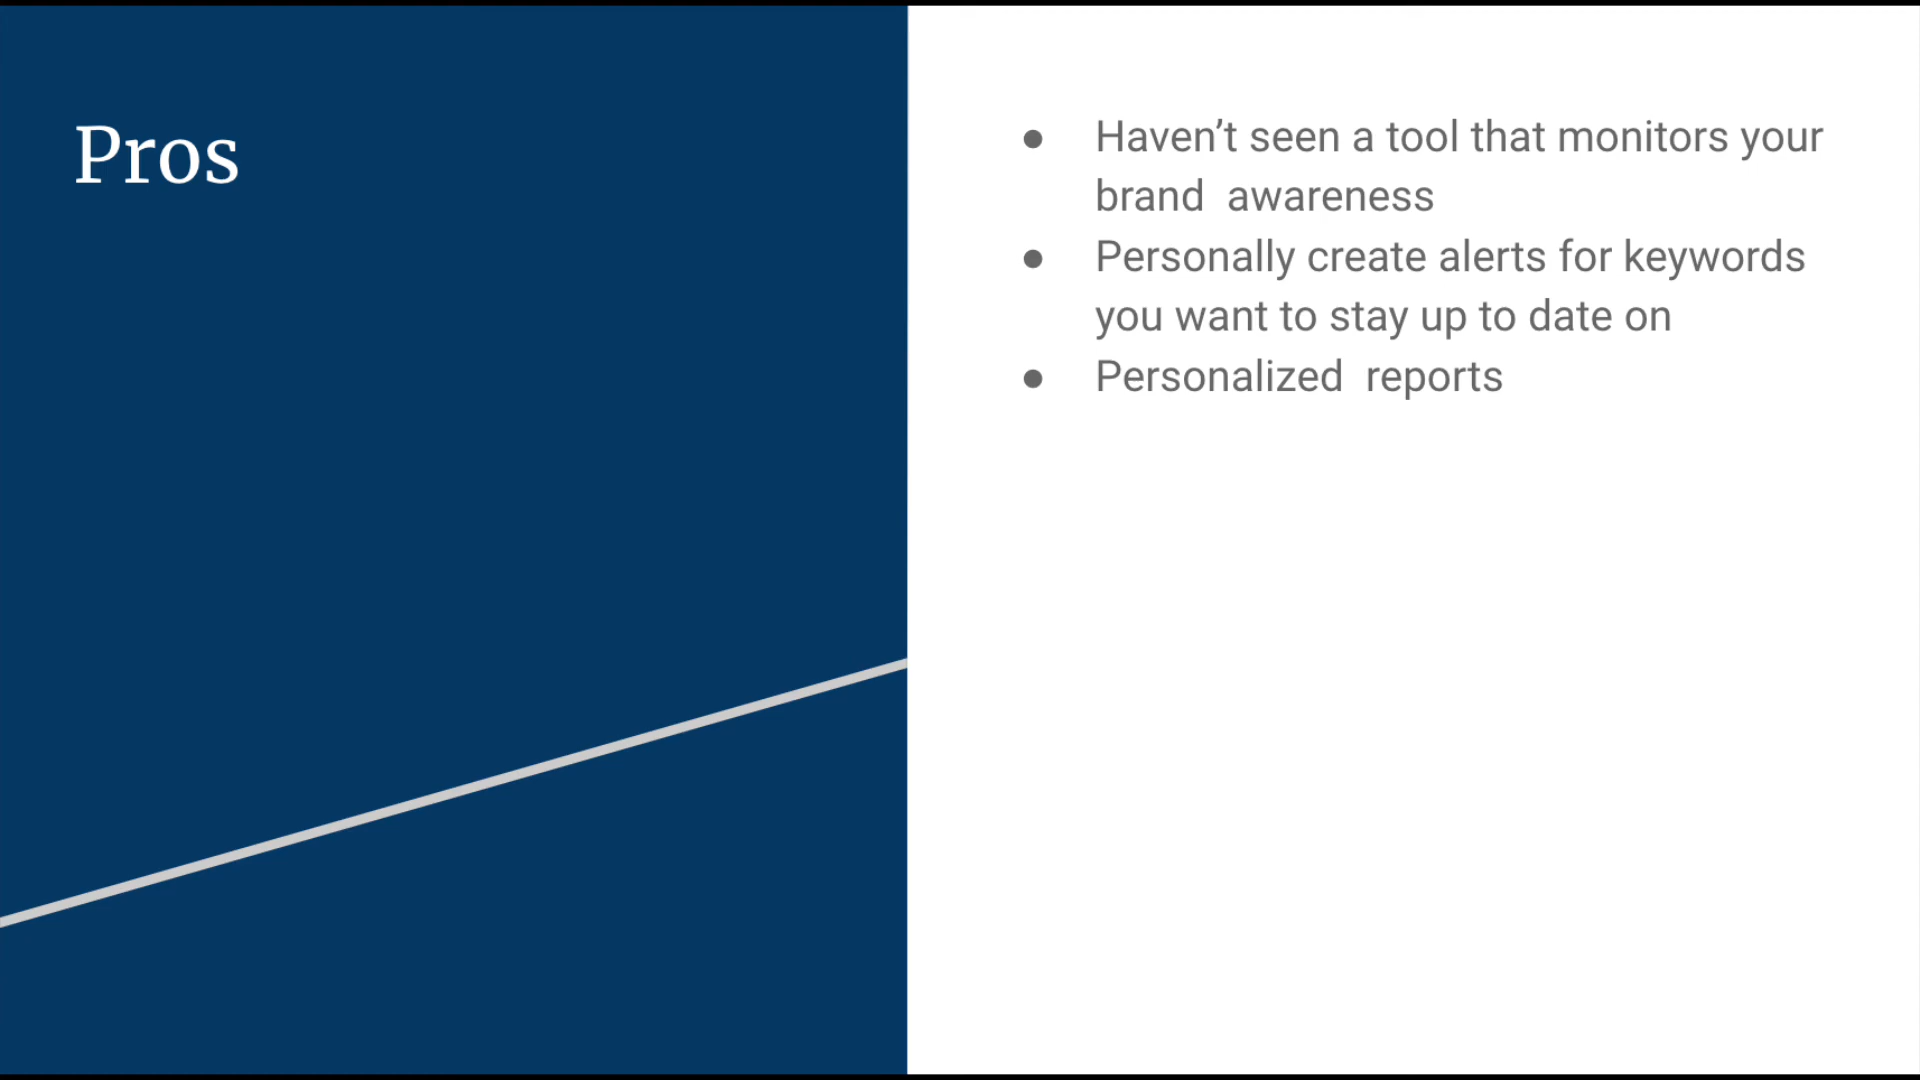 Pros
● Haven’t seen a tool that monitors your
brand  awareness
● Personally create alerts for keywords
you want to stay up to date on
● Personalized  reports